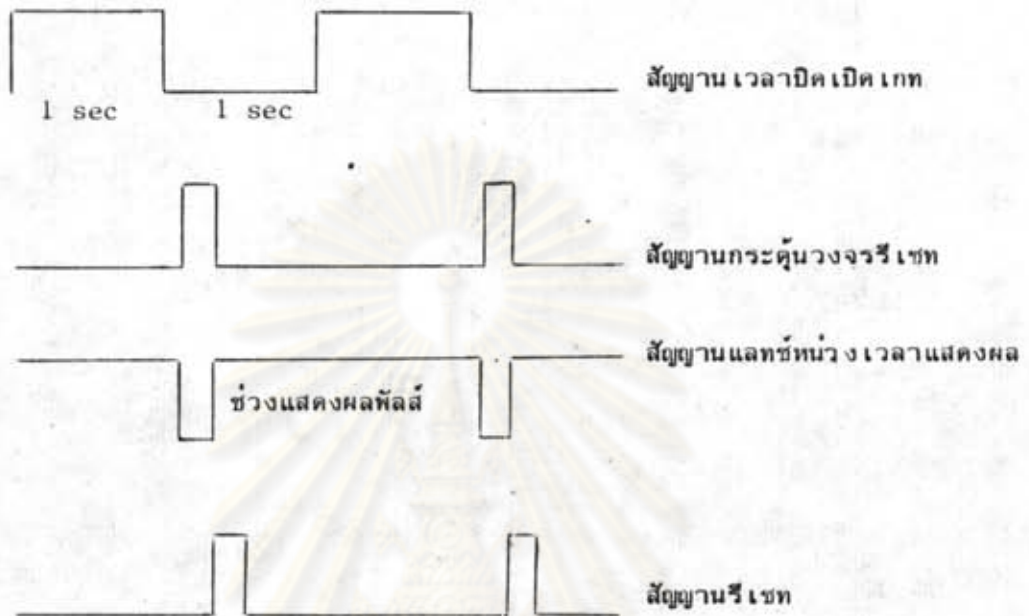 สัญญานเวลาปิดเปิดเกท
1 sec 1 sec
สัญญานกระตุ้นวงจรรีเซท
สัญญานแลทช์หน่วงเวลาแสดงผล
ช่วงแสดงผลพัลส์
สัญญานรีเซท